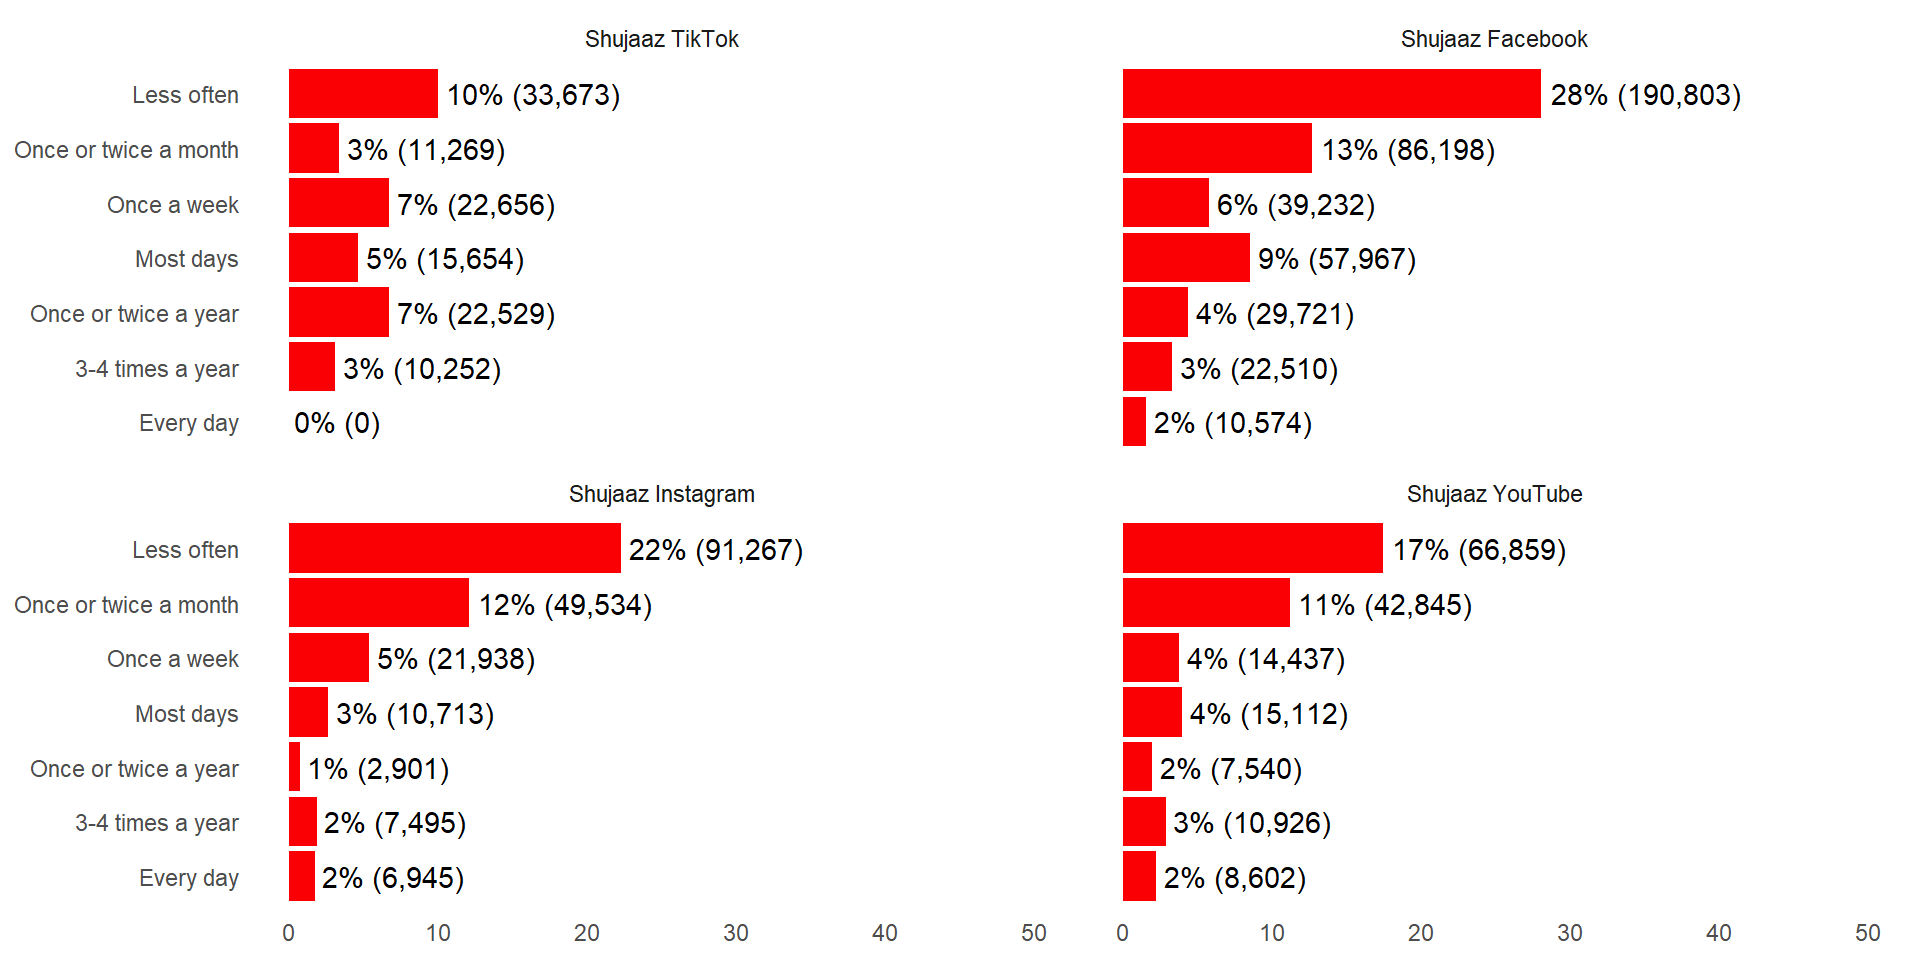 Shujaaz TikTok
Less often 10% (33,673)
Once or twice a month 3% (11,269)
Once a week 7% (22,656)
Most days 5% (15,654)
Once or twice a year 7% (22,529)
3-4 times a year 3% (10,252)
Every day 0% (0)
Shujaaz Facebook
28% (190,803)
13% (86,198)
6% (39,232)
9% (57,967)
4% (29,721)
3% (22,510)
2% (10,574)
Shujaaz Instagram
Less often 22% (91,267)
Once or twice a month 12% (49,534)
Once a week 5% (21,938)
Most days 3% (10,713)
Once or twice a year 1% (2,901)
3-4 times a year 2% (7,495)
Every day 2% (6,945)
0 10 20 30 40 50
Shujaaz YouTube
17% (66,859)
11% (42,845)
4% (14,437)
4% (15,112)
2% (7,540)
3% (10,926)
2% (8,602)
0 10 20 30 40 50